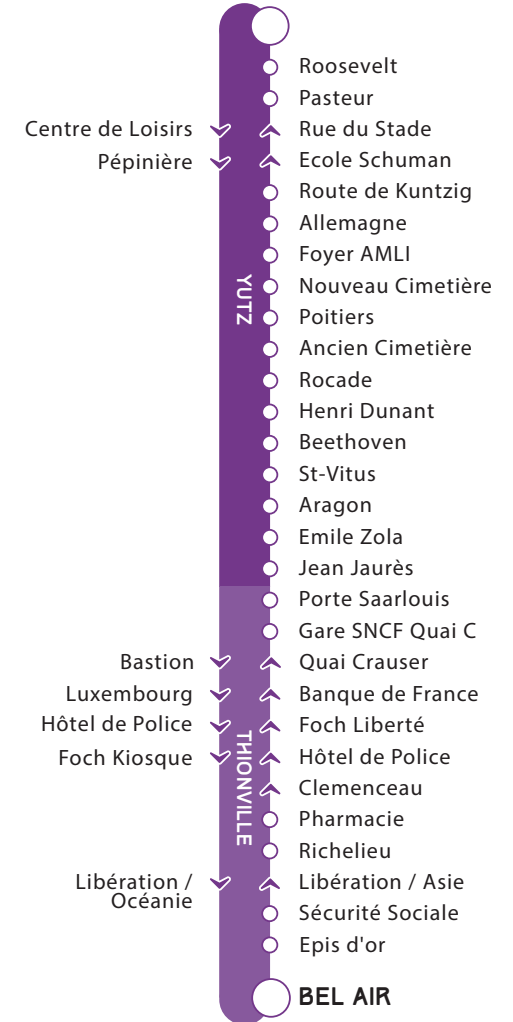 Roosevelt
Pasteur
Centre de Loisirs
Rue du Stade
Pépinière
Ecole Schuman
Route de Kuntzig
Allemagne
Foyer AMLI
YUTZ
Nouveau Cimetière
Poitiers
Ancien Cimetière
Rocade
Henri Dunant
Beethoven
St-Vitus
Aragon
Emile Zola
Jean Jaurès
Porte Saarlouis
Gare SNCF Quai C
Bastion
Quai Crauser
Luxembourg
Banque de France
Hôtel de Police
Foch Liberté
Foch Kiosque
Hôtel de Police
THIONVILLE
Clemenceau
Pharmacie
Richelieu
Libération /
Océanie
Libération / Asie
Sécurité Sociale
Epis d'or
BEL AIR